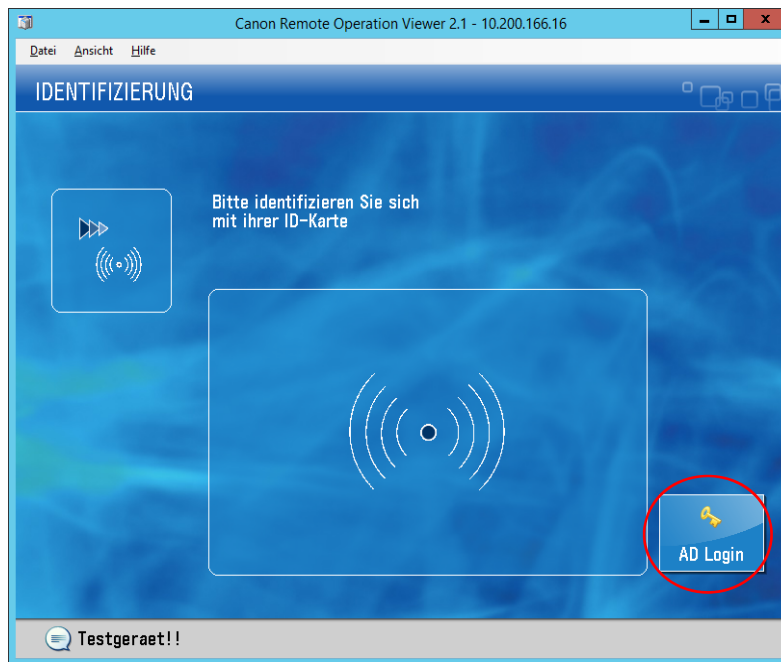 Canon Remote Operation Viewer 2.1 - 10.200.166.16
Datei Ansicht Hilfe
IDENTIFIZIERUNG
Bitte identifizieren Sie sich
mit ihrer ID-Karte
AD Login
Testgeraet!!